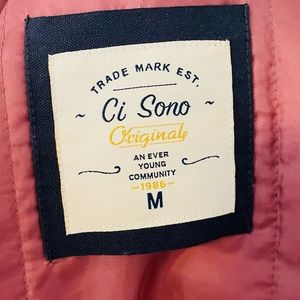 TRADE MARK EST.
~ Ci Sono ~
Original
AN EVER
YOUNG
COMMUNITY
~1986~
M